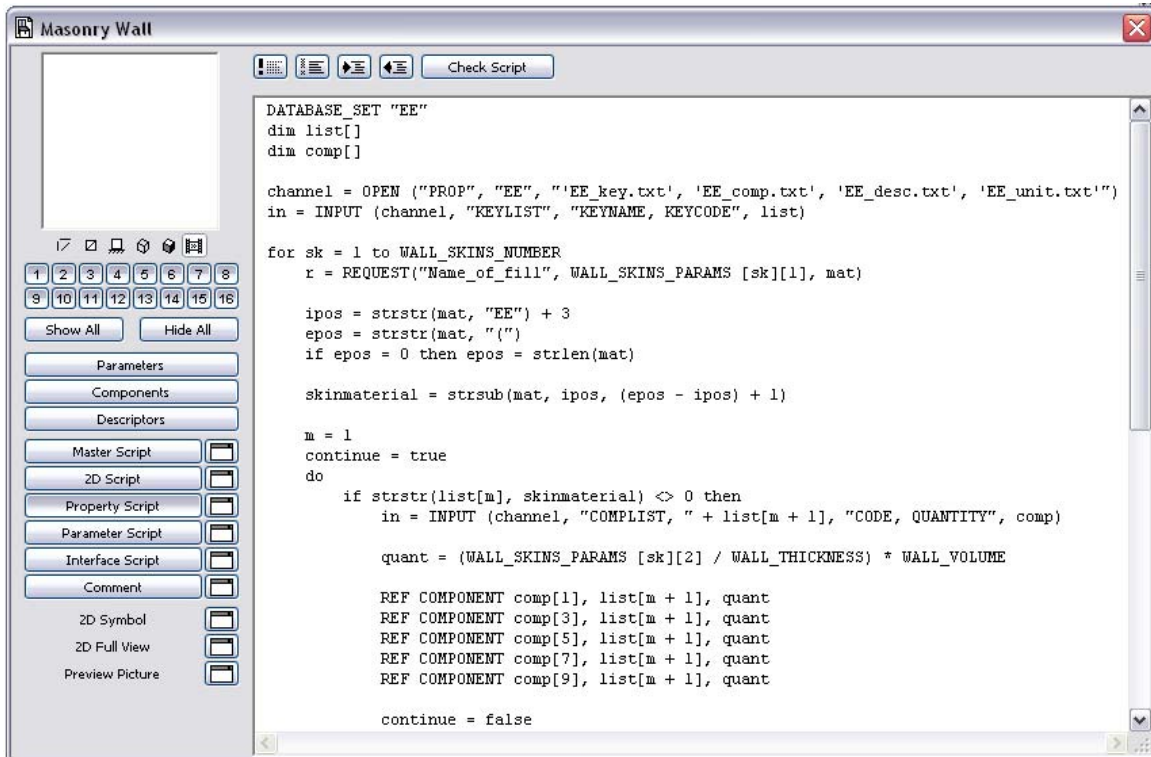 Masonry Wall
Check Script
1 2 3 4 5 6 7 8
9 10 11 12 13 14 15 16
Show All Hide All
Parameters
Components
Descriptors
Master Script
2D Script
Property Script
Parameter Script
Interface Script
Comment
2D Symbol
2D Full View
Preview Picture
DATABASE_SET "EE"
dim list[]
dim comp[]
channel = OPEN ("PROP", "EE", "'EE_key.txt', 'EE_comp.txt', 'EE_desc.txt', 'EE_unit.txt'")
in = INPUT (channel, "KEYLIST", "KEYNAME, KEYCODE", list)
for sk = 1 to WALL_SKINS_NUMBER
r = REQUEST("Name_of_fill", WALL_SKINS_PARAMS [sk][1], mat)
ipos = strstr(mat, "EE") + 3
epos = strstr(mat, "(")
if epos = 0 then epos = strlen(mat)
skinmaterial = strsub(mat, ipos, (epos - ipos) + 1)
m = 1
continue = true
do
if strstr(list[m], skinmaterial) <> 0 then
in = INPUT (channel, "COMPLIST, " + list[m + 1], "CODE, QUANTITY", comp)
quant = (WALL_SKINS_PARAMS [sk][2] / WALL_THICKNESS) * WALL_VOLUME
REF COMPONENT comp[1], list[m + 1], quant
REF COMPONENT comp[3], list[m + 1], quant
REF COMPONENT comp[5], list[m + 1], quant
REF COMPONENT comp[7], list[m + 1], quant
REF COMPONENT comp[9], list[m + 1], quant
continue = false